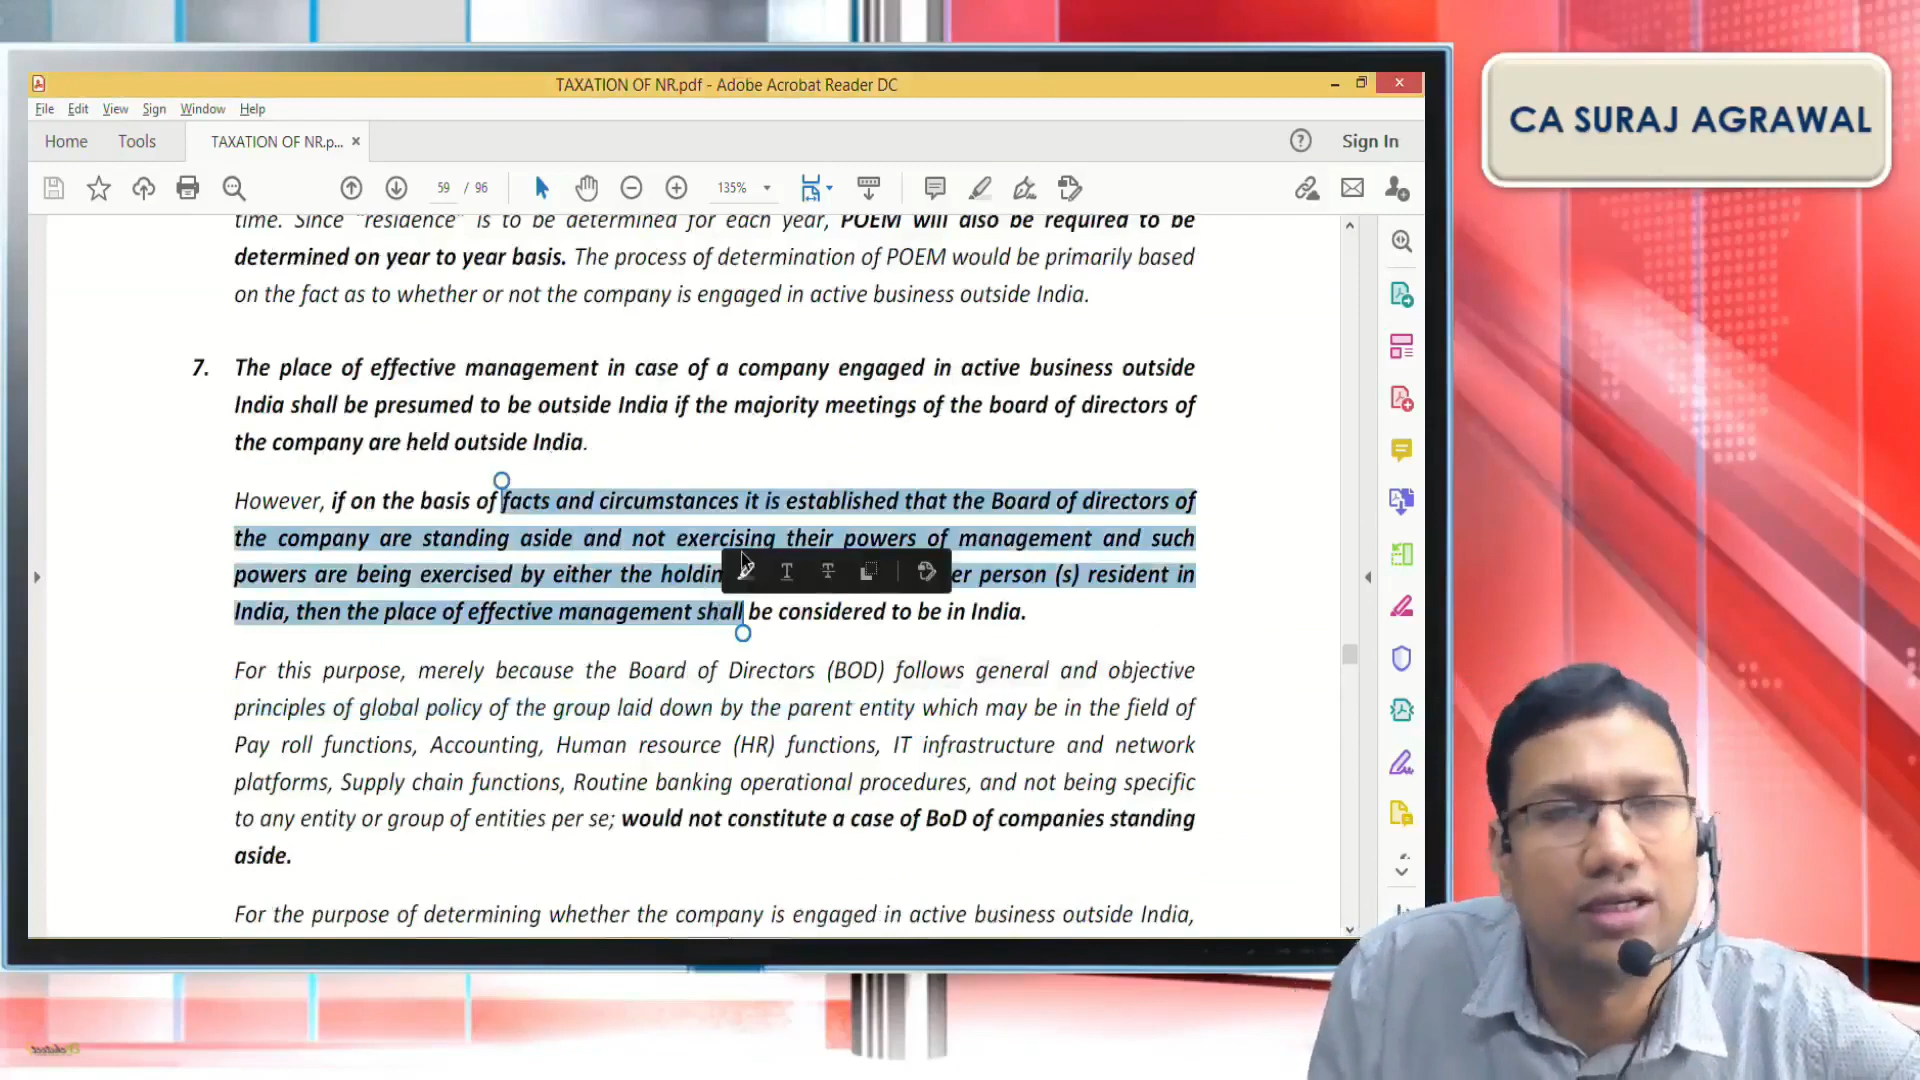 TAXATION OF NR.pdf - Adobe Acrobat Reader DC
CA SURAJ AGRAWAL
File Edit View Sign Window Help
Home Tools TAXATION OF NR.p... × Sign In
59 / 96 135%
time. Since "residence" is to be determined for each year, POEM will also be required to be
determined on year to year basis. The process of determination of POEM would be primarily based
on the fact as to whether or not the company is engaged in active business outside India.
7. The place of effective management in case of a company engaged in active business outside
India shall be presumed to be outside India if the majority meetings of the board of directors of
the company are held outside India.
However, if on the basis of facts and circumstances it is established that the Board of directors of
the company are standing aside and not exercising their powers of management and such
powers are being exercised by either the holdin er person (s) resident in
India, then the place of effective management shall be considered to be in India.
For this purpose, merely because the Board of Directors (BOD) follows general and objective
principles of global policy of the group laid down by the parent entity which may be in the field of
Pay roll functions, Accounting, Human resource (HR) functions, IT infrastructure and network
platforms, Supply chain functions, Routine banking operational procedures, and not being specific
to any entity or group of entities per se; would not constitute a case of BoD of companies standing
aside.
For the purpose of determining whether the company is engaged in active business outside India,